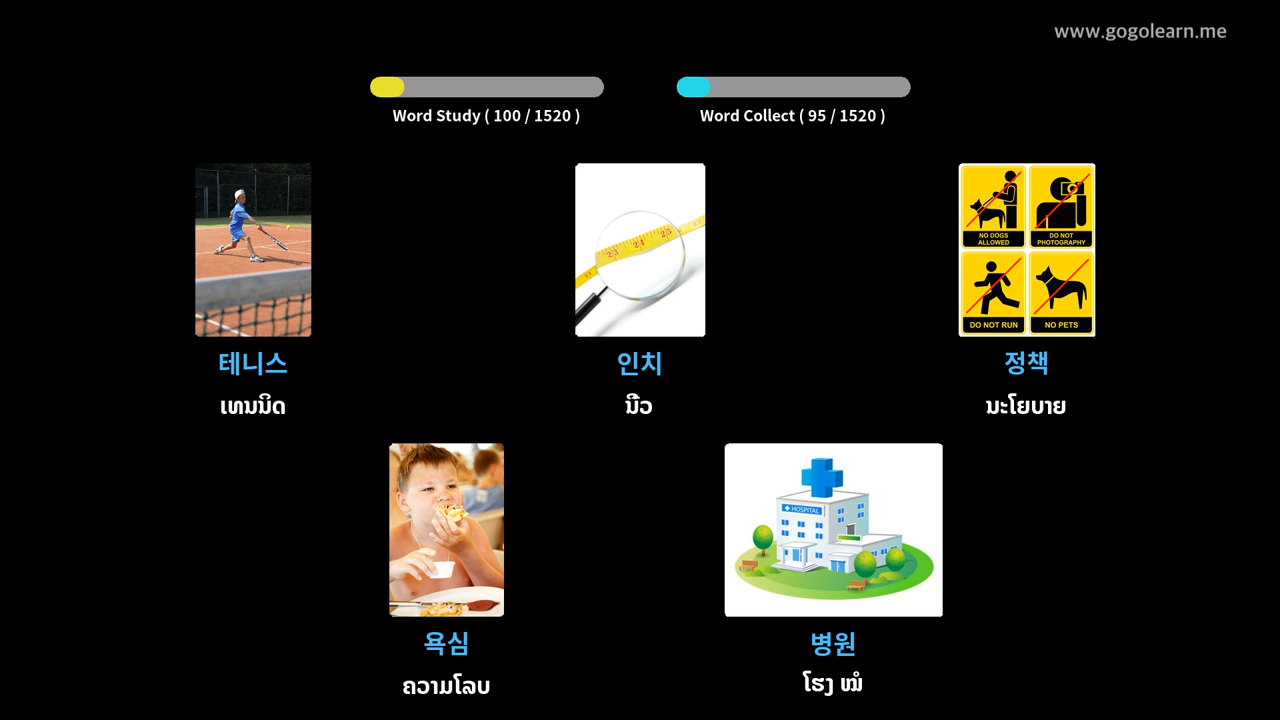 www.gogolearn.me
Word Study ( 100 / 1520 )
Word Collect ( 95 / 1520 )
NO DOGS
ALLOWED
DO NOT
PHOTOGRAPHY
DO NOT RUN
NO PETS
23
24
25
테니스
인치
정책
ເທນນິດ
ນີ້ວ
ນະໂຍບາຍ
HOSPITAL
욕심
병원
ຄວາມໂລບ
ໂຮງ ໝໍ